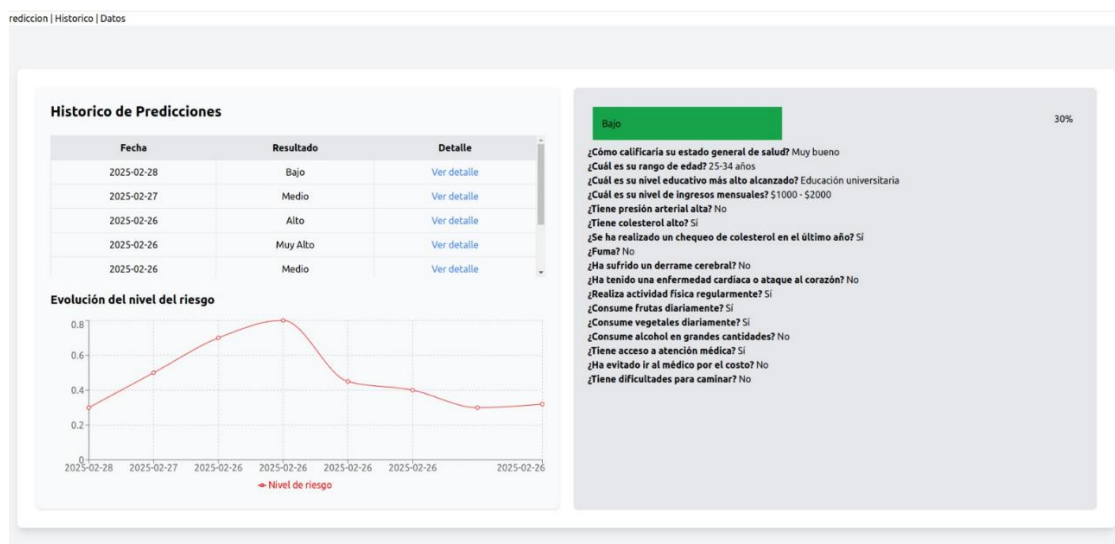 rediccion | Historico | Datos
Historico de Predicciones
Fecha Resultado Detalle
2025-02-28 Bajo Ver detalle
2025-02-27 Medio Ver detalle
2025-02-26 Alto Ver detalle
2025-02-26 Muy Alto Ver detalle
2025-02-26 Medio Ver detalle
Evolución del nivel del riesgo
0.8
0.6
0.4
0.2
0
2025-02-28 2025-02-27 2025-02-26 2025-02-26 2025-02-26 2025-02-26 2025-02-26
Nivel de riesgo
Bajo 30%
¿Cómo calificaría su estado general de salud? Muy bueno
¿Cuál es su rango de edad? 25-34 años
¿Cuál es su nivel educativo más alto alcanzado? Educación universitaria
¿Cuál es su nivel de ingresos mensuales? $1000 - $2000
¿Tiene presión arterial alta? No
¿Tiene colesterol alto? Sí
¿Se ha realizado un chequeo de colesterol en el último año? Sí
¿Fuma? No
¿Ha sufrido un derrame cerebral? No
¿Ha tenido una enfermedad cardíaca o ataque al corazón? No
¿Realiza actividad física regularmente? Sí
¿Consume frutas diariamente? Sí
¿Consume vegetales diariamente? Sí
¿Consume alcohol en grandes cantidades? No
¿Tiene acceso a atención médica? Sí
¿Ha evitado ir al médico por el costo? No
¿Tiene dificultades para caminar? No